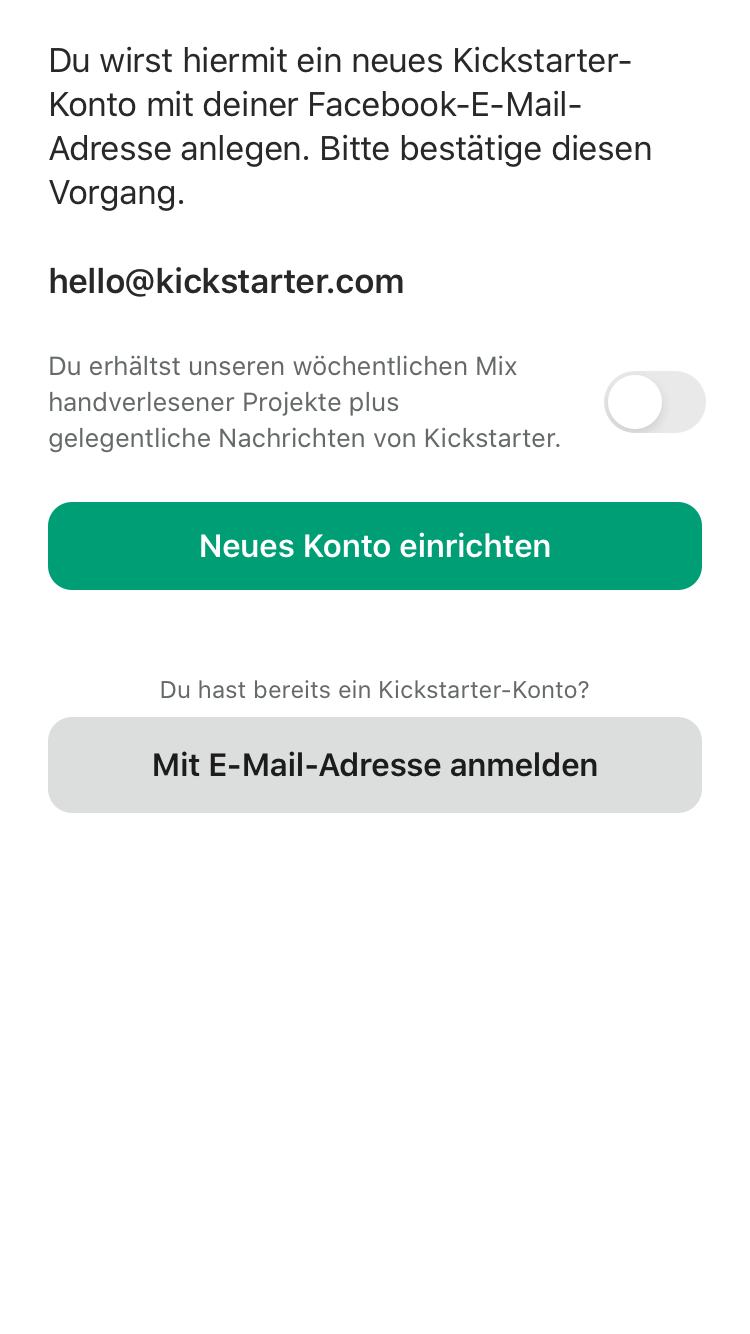 Du wirst hiermit ein neues Kickstarter-
Konto mit deiner Facebook-E-Mail-
Adresse anlegen. Bitte bestätige diesen
Vorgang.
hello@kickstarter.com
Du erhältst unseren wöchentlichen Mix
handverlesener Projekte plus
gelegentliche Nachrichten von Kickstarter.
Neues Konto einrichten
Du hast bereits ein Kickstarter-Konto?
Mit E-Mail-Adresse anmelden